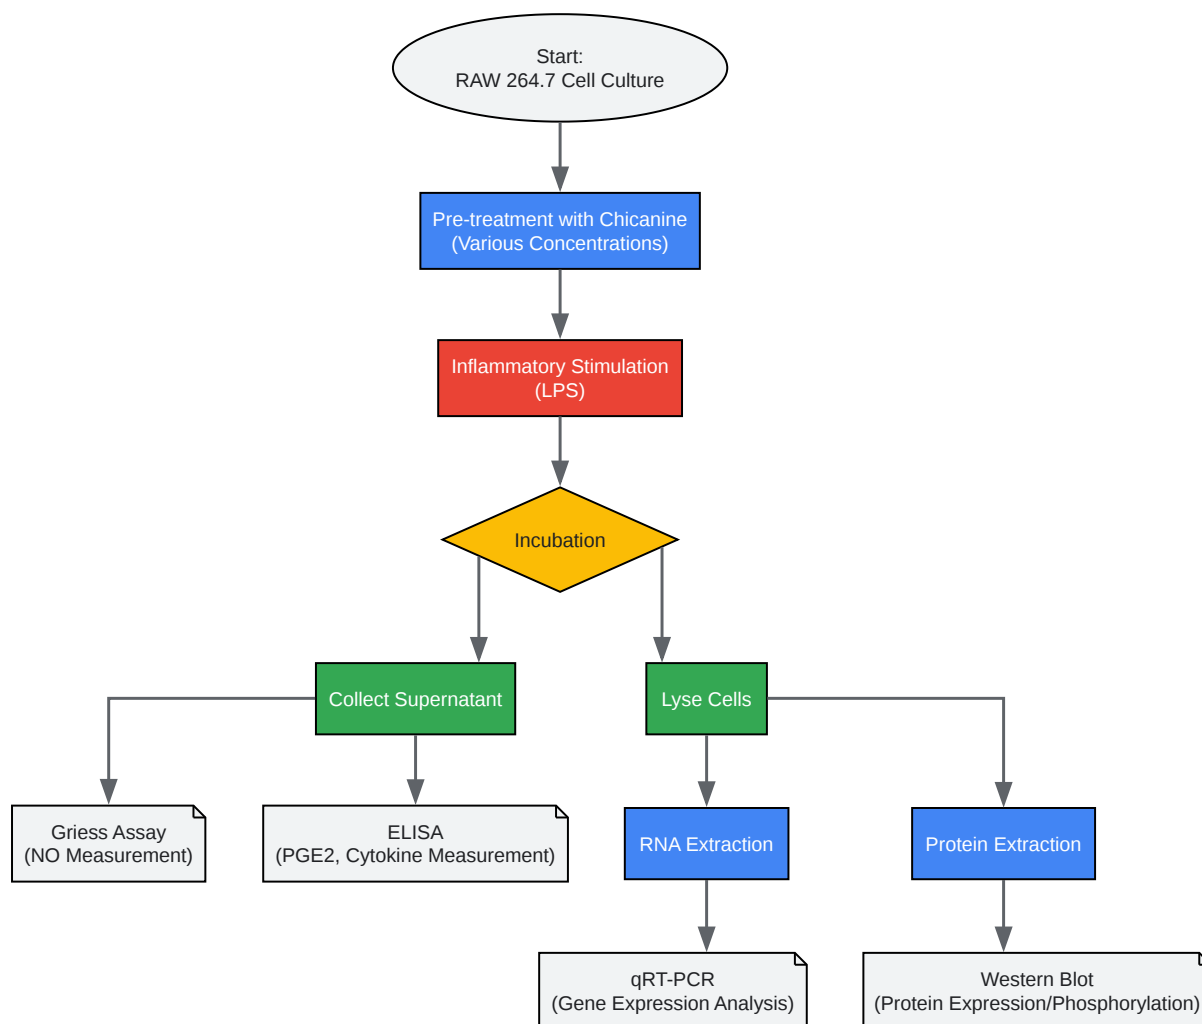 Start:
RAW 264.7 Cell Culture
Pre-treatment with Chicanine
(Various Concentrations)
Inflammatory Stimulation
(LPS)
Incubation
Collect Supernatant
Lyse Cells
Griess Assay
(NO Measurement)
ELISA
(PGE2, Cytokine Measurement)
RNA Extraction
Protein Extraction
qRT-PCR
(Gene Expression Analysis)
Western Blot
(Protein Expression/Phosphorylation)